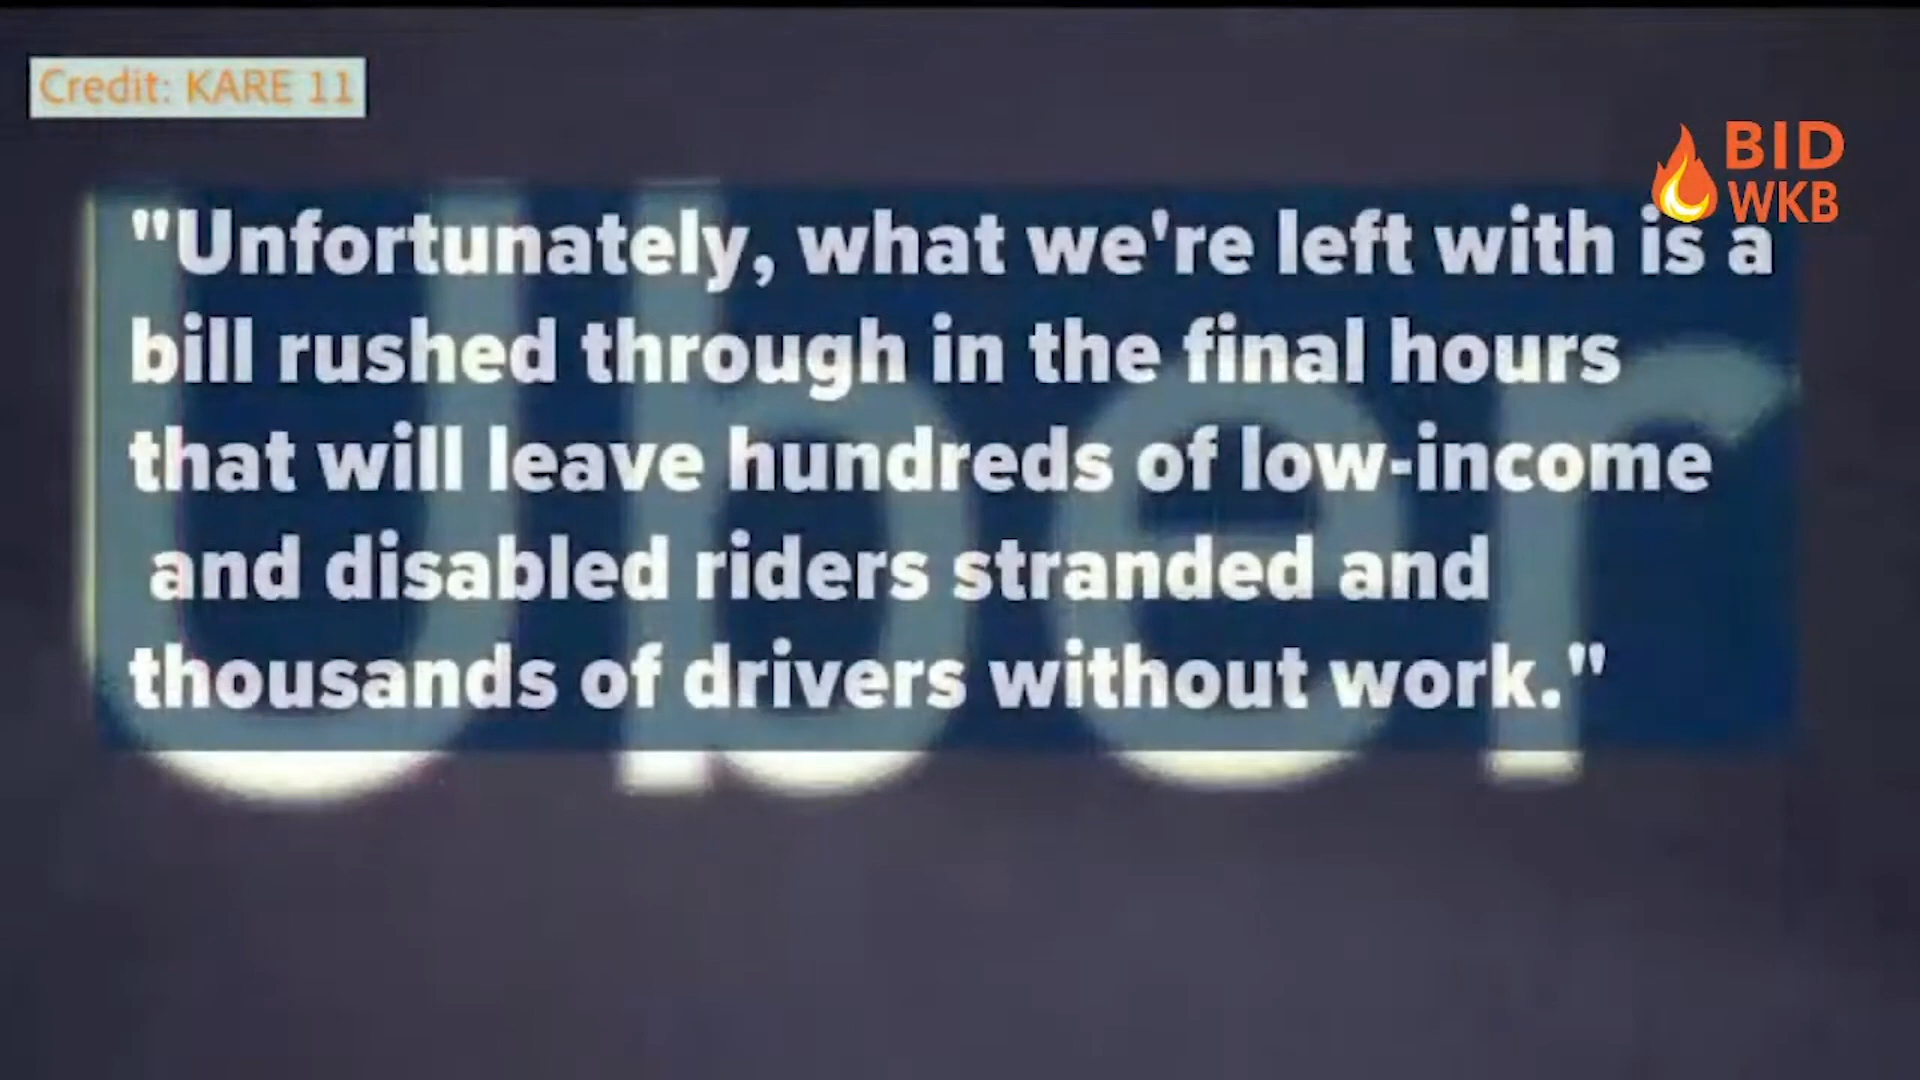 Credit: KARE 11
BID
WKB
"Unfortunately, what we're left with is a
bill rushed through in the final hours
that will leave hundreds of low-income
and disabled riders stranded and
thousands of drivers without work."
Uber